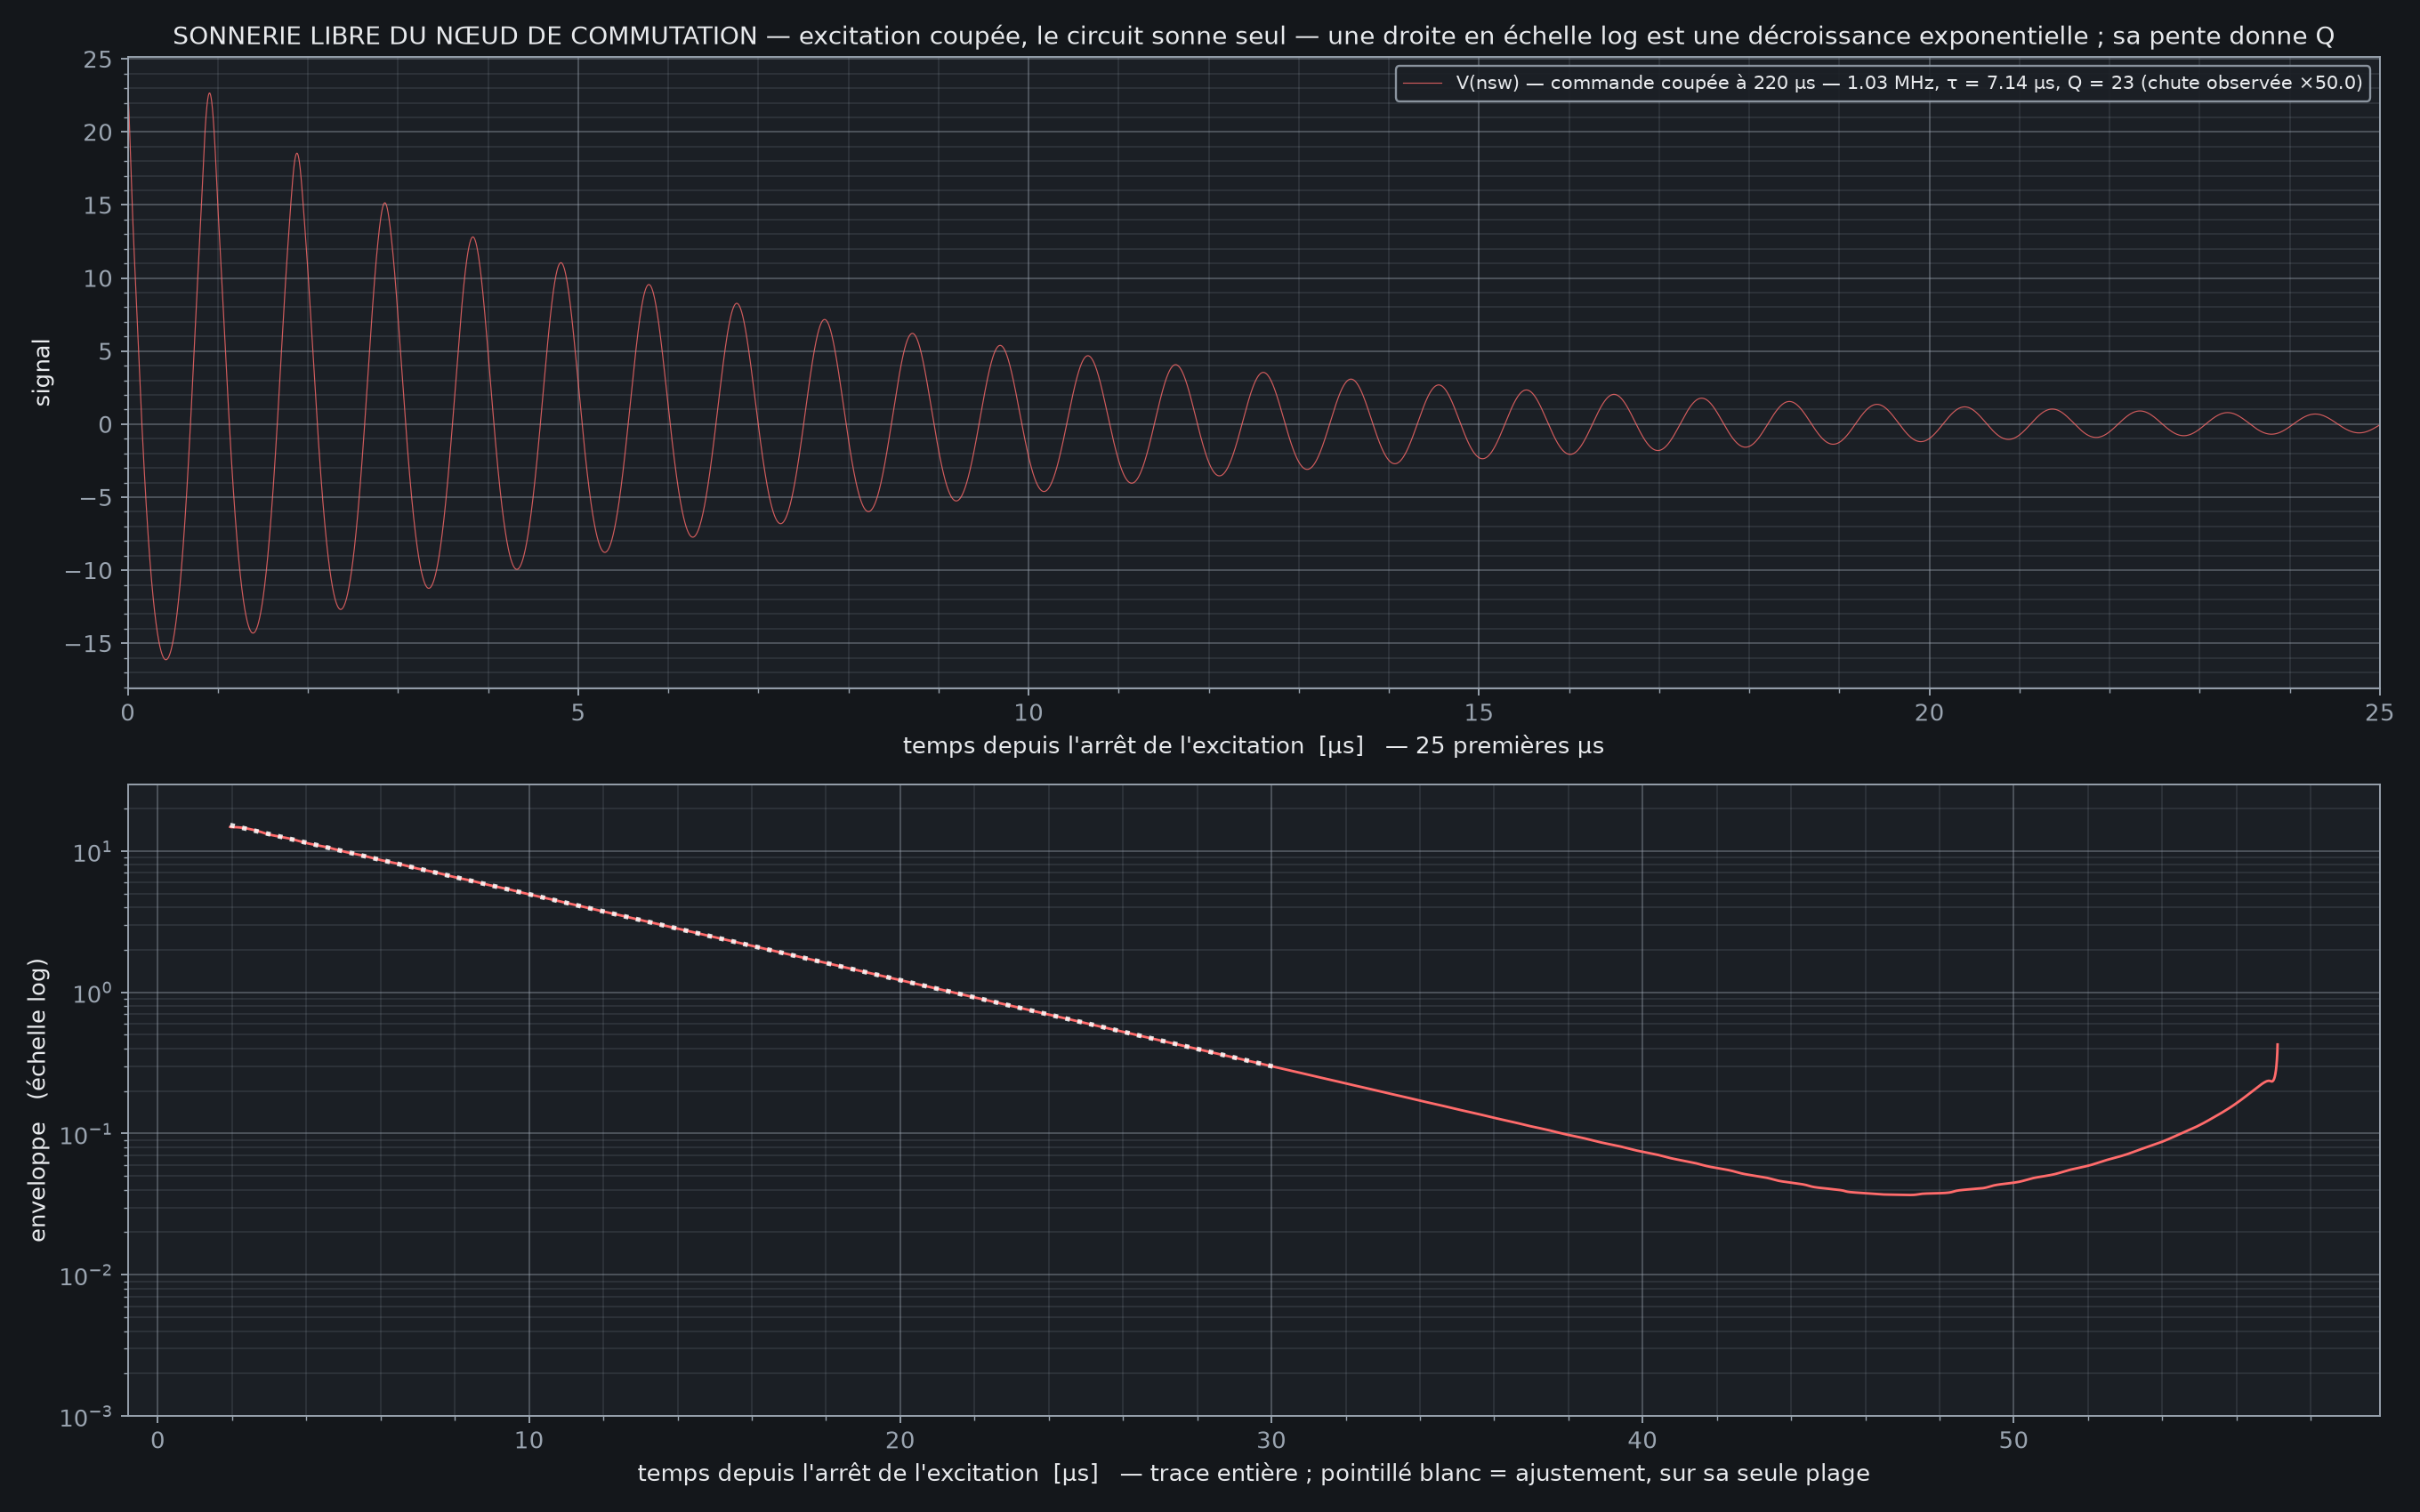 SONNERIE LIBRE DU NŒUD DE COMMUTATION — excitation coupée, le circuit sonne seul — une droite en échelle log est une décroissance exponentielle ; sa pente donne Q
V(nsw) — commande coupée à 220 µs — 1.03 MHz, τ = 7.14 µs, Q = 23 (chute observée ×50.0)
signal
25
20
15
10
5
0
−5
−10
−15
0 5 10 15 20 25
temps depuis l'arrêt de l'excitation [µs] — 25 premières µs
enveloppe (échelle log)
10¹
10⁰
10⁻¹
10⁻²
10⁻³
0 10 20 30 40 50
temps depuis l'arrêt de l'excitation [µs] — trace entière ; pointillé blanc = ajustement, sur sa seule plage